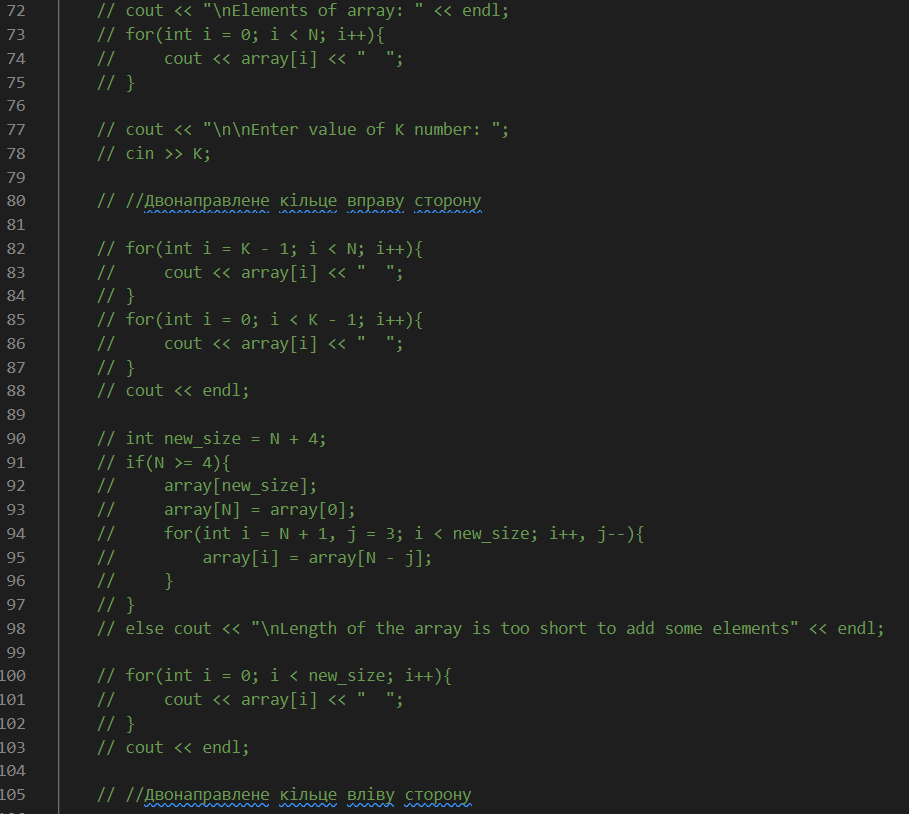 72 // cout << "\nElements of array: " << endl;
73 // for(int i = 0; i < N; i++){
74 //     cout << array[i] << "  ";
75 // }
76
77 // cout << "\n\nEnter value of K number: ";
78 // cin >> K;
79
80 // //Двонаправлене кільце вправу сторону
81
82 // for(int i = K - 1; i < N; i++){
83 //     cout << array[i] << "  ";
84 // }
85 // for(int i = 0; i < K - 1; i++){
86 //     cout << array[i] << "  ";
87 // }
88 // cout << endl;
89
90 // int new_size = N + 4;
91 // if(N >= 4){
92 //     array[new_size];
93 //     array[N] = array[0];
94 //     for(int i = N + 1, j = 3; i < new_size; i++, j--){
95 //         array[i] = array[N - j];
96 //     }
97 // }
98 // else cout << "\nLength of the array is too short to add some elements" << endl;
99
100 // for(int i = 0; i < new_size; i++){
101 //     cout << array[i] << "  ";
102 // }
103 // cout << endl;
104
105 // //Двонаправлене кільце вліву сторону